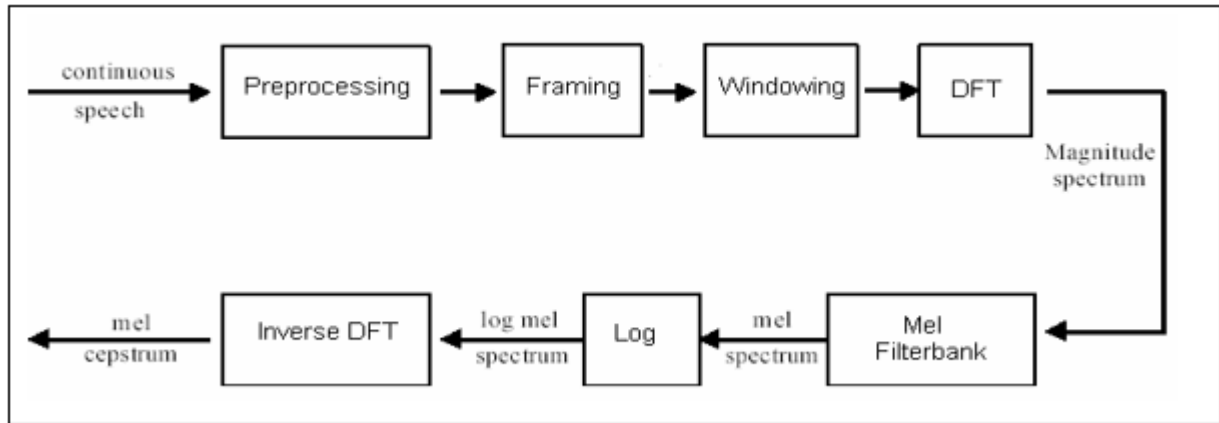 continuous
speech
Preprocessing
Framing
Windowing
DFT
Magnitude
spectrum
Mel
Filterbank
mel
spectrum
Log
log mel
spectrum
Inverse DFT
mel
cepstrum